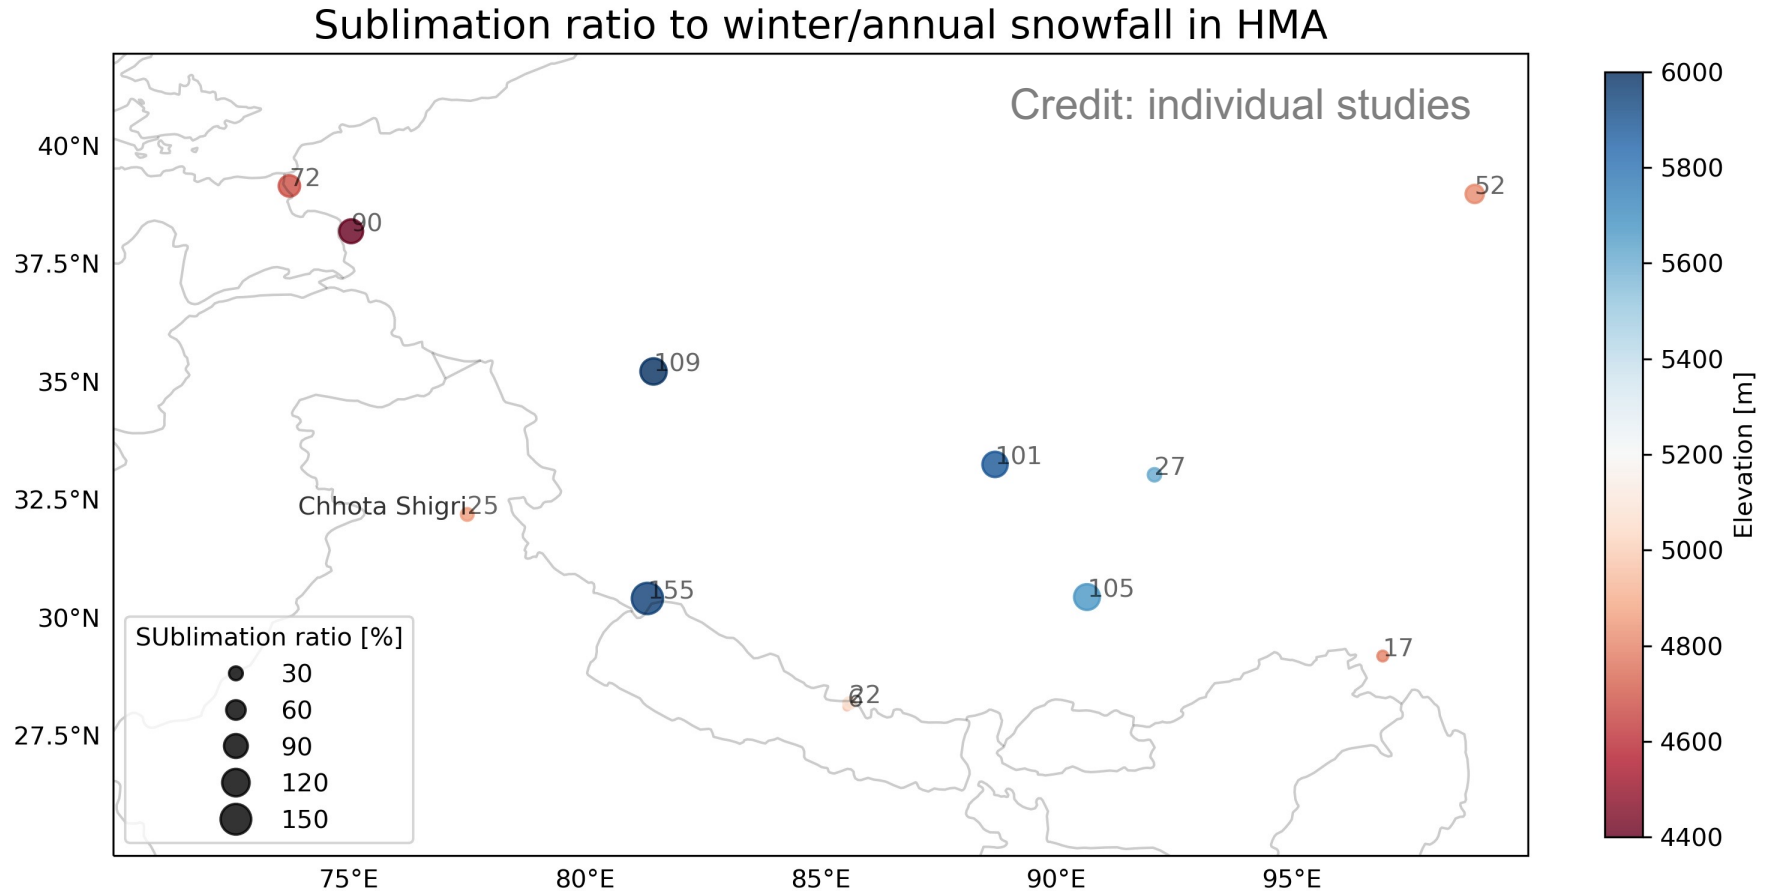 Sublimation ratio to winter/annual snowfall in HMA
Credit: individual studies
40°N
37.5°N
35°N
32.5°N
30°N
27.5°N
72
90
52
109
101
27
Chhota Shigri25
155
105
17
22
SUblimation ratio [%]
30
60
90
120
150
75°E
80°E
85°E
90°E
95°E
6000
5800
5600
5400
5200
5000
4800
4600
4400
Elevation [m]